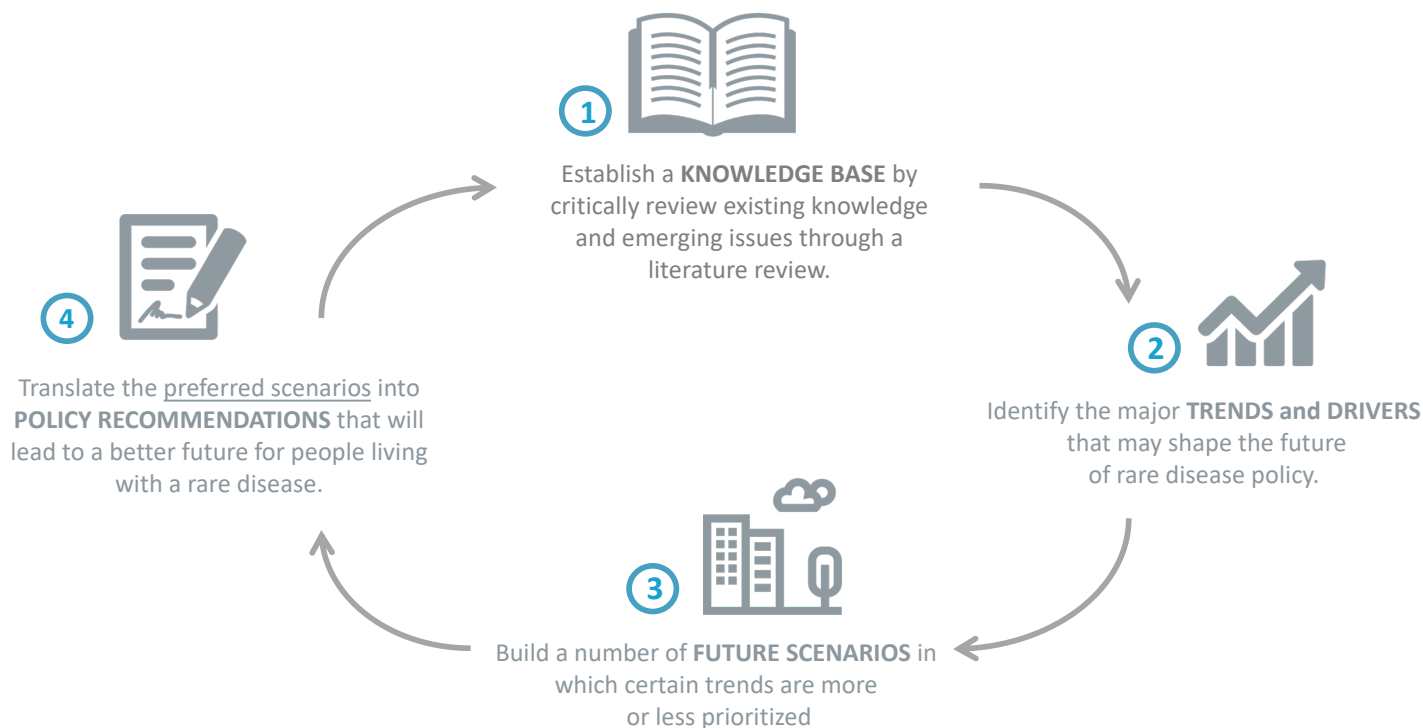 1
Establish a KNOWLEDGE BASE by
critically review existing knowledge
and emerging issues through a
literature review.
2
Identify the major TRENDS and DRIVERS
that may shape the future
of rare disease policy.
3
Build a number of FUTURE SCENARIOS in
which certain trends are more
or less prioritized
4
Translate the preferred scenarios into
POLICY RECOMMENDATIONS that will
lead to a better future for people living
with a rare disease.